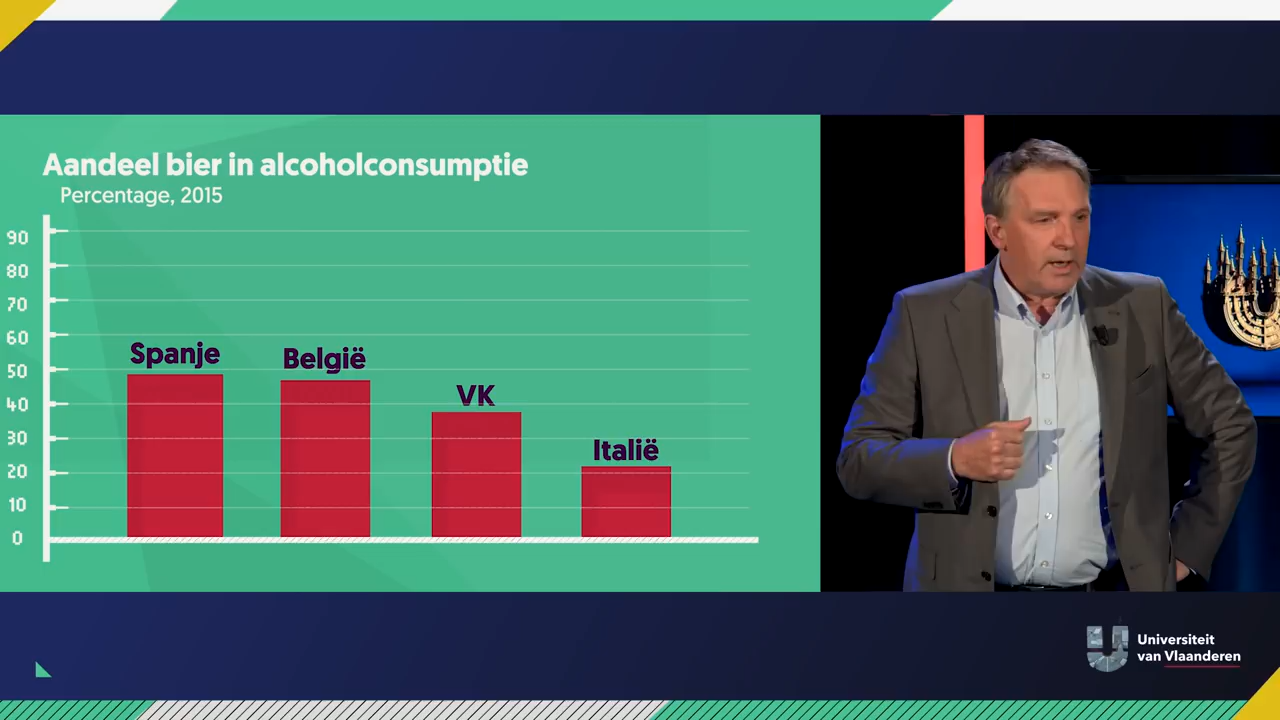 Aandeel bier in alcoholconsumptie
Percentage, 2015
90
80
70
60
50
40
30
20
10
0
Spanje
België
VK
Italië
Universiteit
van Vlaanderen